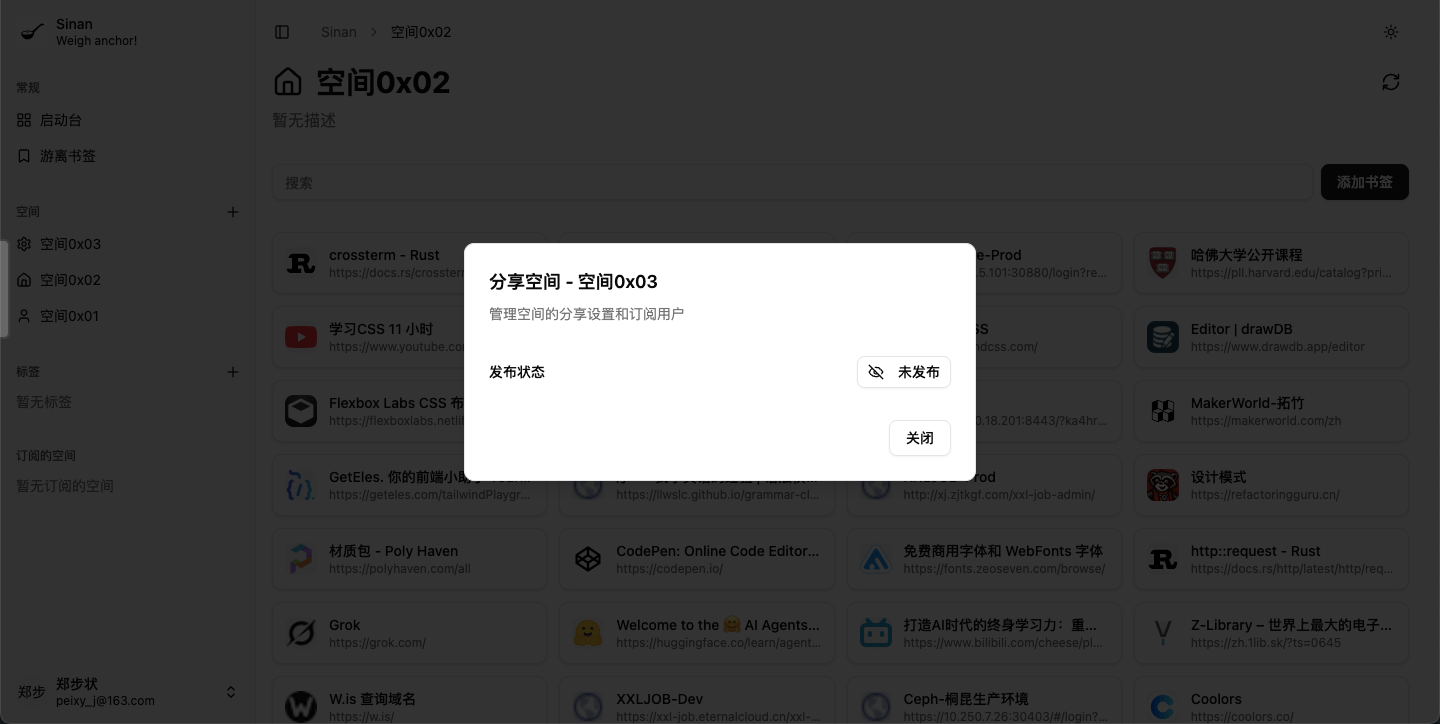 Sinan
Weigh anchor!
常规
启动台
游离书签
空间
空间0x03
空间0x02
空间0x01
标签
暂无标签
订阅的空间
暂无订阅的空间
郑步
郑步状
peixy_j@163.com
Sinan > 空间0x02
空间0x02
暂无描述
搜索
添加书签
分享空间 - 空间0x03
管理空间的分享设置和订阅用户
发布状态
未发布
关闭
crossterm - Rust
https://docs.rs/crossterm
e-Prod
.5.101:30880/login?re...
哈佛大学公开课程
https://pll.harvard.edu/catalog?pri...
学习CSS 11 小时
https://www.youtube.co
SS
ndcss.com/
Editor | drawDB
https://www.drawdb.app/editor
Flexbox Labs CSS 布
https://flexboxlabs.netli
0.18.201:8443/?ka4hr...
MakerWorld-拓竹
https://makerworld.com/zh
GetEles. 你的前端小助手
https://geteles.com/tailwindPlaygr...
https://llwslc.github.io/grammar-cl...
http://xj.zjtkgf.com/xxl-job-admin/
设计模式
https://refactoringguru.cn/
材质包 - Poly Haven
https://polyhaven.com/all
CodePen: Online Code Editor...
https://codepen.io/
免费商用字体和 WebFonts 字体
https://fonts.zeoseven.com/browse/
http::request - Rust
https://docs.rs/http/latest/http/req...
Grok
https://grok.com/
Welcome to the 🤗 AI Agents...
https://huggingface.co/learn/agent...
打造AI时代的终身学习力：重...
https://www.bilibili.com/cheese/pl...
Z-Library – 世界上最大的电子...
https://zh.1lib.sk/?ts=0645
W.is 查询域名
https://w.is/
XXLJOB-Dev
https://xxl-job.eternalcloud.cn/xxl-...
Ceph-桐昆生产环境
https://10.250.7.26:30403/#/login?...
Coolors
https://coolors.co/